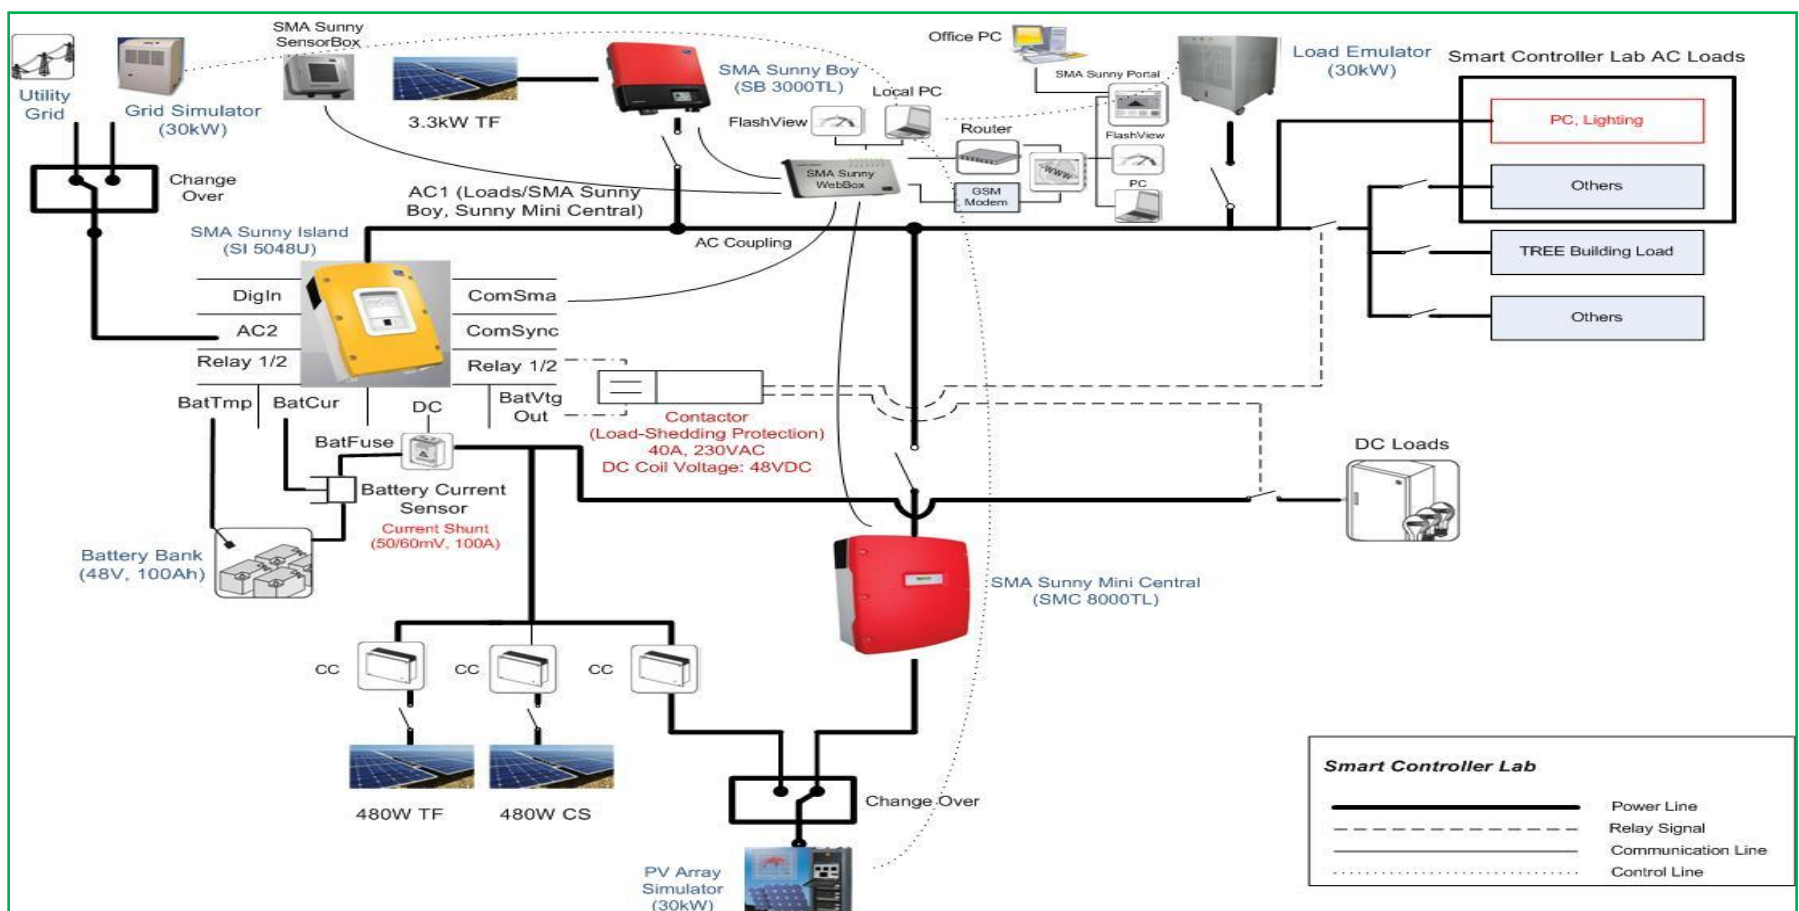 Utility
Grid
Grid Simulator
(30kW)
SMA Sunny
SensorBox
3.3kW TF
SMA Sunny Boy
(SB 3000TL)
FlashView
Local PC
Office PC
SMA Sunny Portal
Router
FlashView
WWW
SMA Sunny
WebBox
GSM
Modem
PC
Load Emulator
(30kW)
Smart Controller Lab AC Loads
PC, Lighting
Others
TREE Building Load
Others
Change
Over
AC1 (Loads/SMA Sunny
Boy, Sunny Mini Central)
AC Coupling
SMA Sunny Island
(SI 5048U)
DigIn
ComSma
AC2
ComSync
Relay 1/2
Relay 1/2
BatTmp
BatCur
DC
BatVtg
Out
Contactor
(Load-Shedding Protection)
40A, 230VAC
DC Coil Voltage: 48VDC
BatFuse
Battery Current
Sensor
Current Shunt
(50/60mV, 100A)
Battery Bank
(48V, 100Ah)
DC Loads
SMA Sunny Mini Central
(SMC 8000TL)
CC
CC
CC
480W TF
480W CS
Change Over
PV Array
Simulator
(30kW)
Smart Controller Lab
Power Line
Relay Signal
Communication Line
Control Line